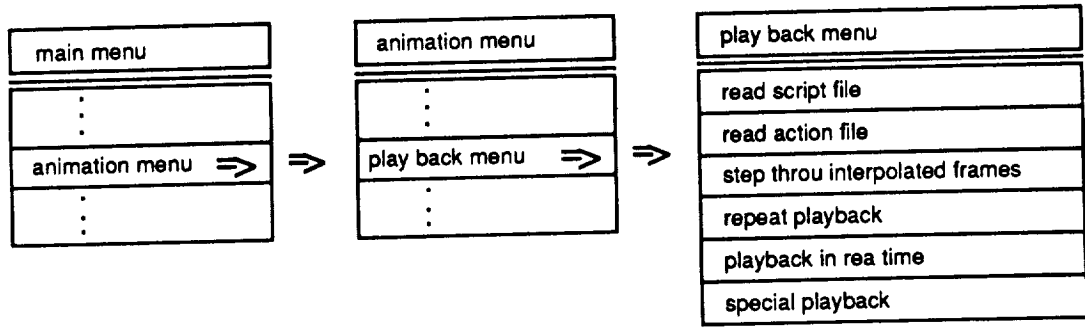 main menu
animation menu ⇒
animation menu
play back menu ⇒
play back menu
read script file
read action file
step throu interpolated frames
repeat playback
playback in rea time
special playback